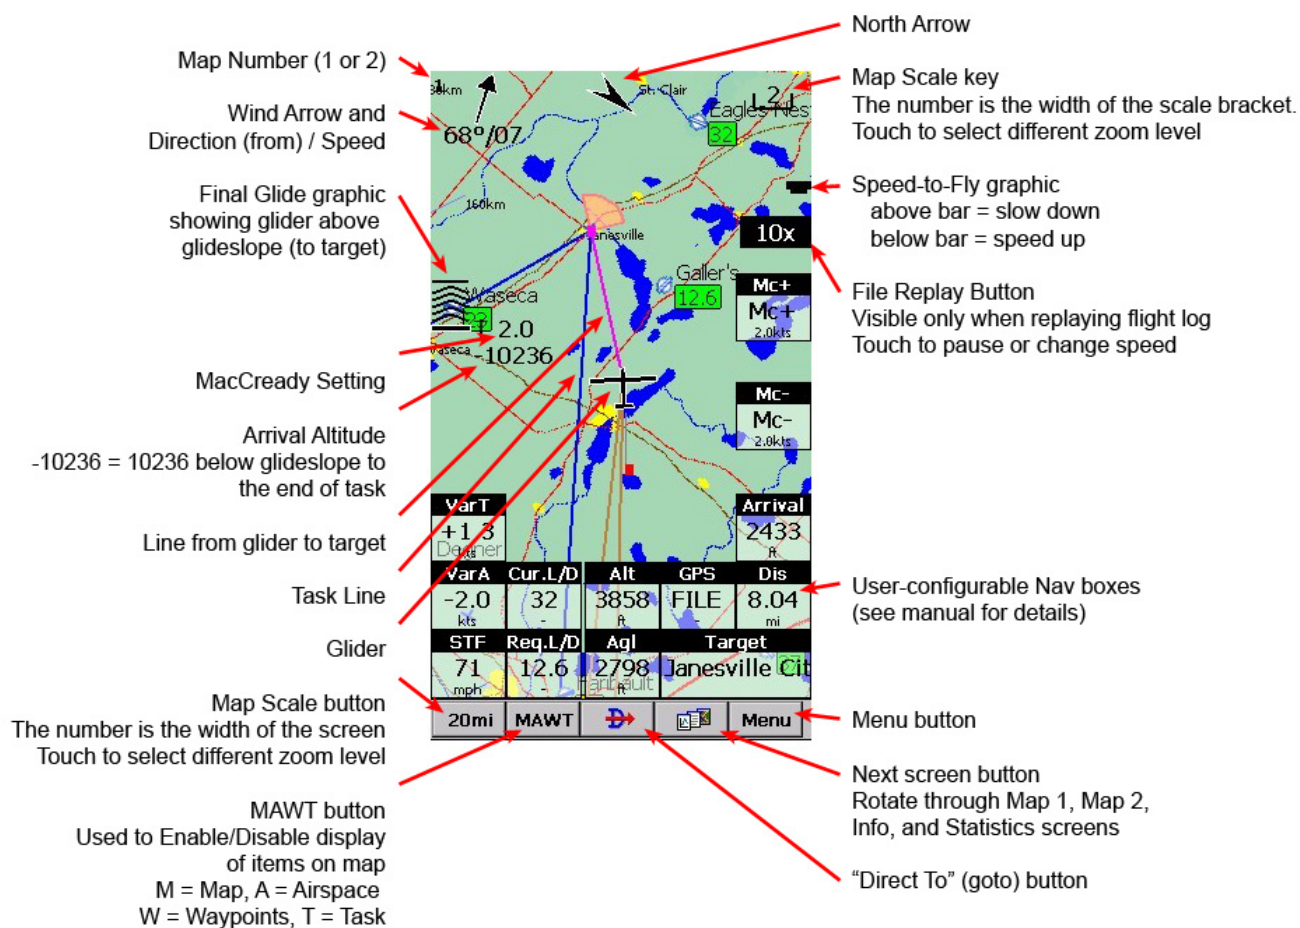 North Arrow
Map Number (1 or 2)
Wind Arrow and
Direction (from) / Speed
Final Glide graphic
showing glider above
glideslope (to target)
MacCready Setting
Arrival Altitude
-10236 = 10236 below glideslope to
the end of task
Line from glider to target
Task Line
Glider
Map Scale button
The number is the width of the screen
Touch to select different zoom level
MAWT button
Used to Enable/Disable display
of items on map
M = Map, A = Airspace
W = Waypoints, T = Task
1
km
St. Clair
2
Eagles Nes
32
68°/07
160km
10x
Janesville
Galler's
12.6
Mc+
Mc+
2.0kts
Waseca
2.0
Waseca
-10236
Mc-
Mc-
2.0kts
VarT
+1.3
kts
Arrival
2433
ft
VarA Cur.L/D Alt GPS Dis
-2.0 32 3858 FILE 8.04
kts - ft mi
STF Req.L/D Agl Target
71 12.6 2798 Janesville Cit
mph - ft
Faribault
20mi MAWT D Menu
Map Scale key
The number is the width of the scale bracket.
Touch to select different zoom level
Speed-to-Fly graphic
above bar = slow down
below bar = speed up
File Replay Button
Visible only when replaying flight log
Touch to pause or change speed
User-configurable Nav boxes
(see manual for details)
Menu button
Next screen button
Rotate through Map 1, Map 2,
Info, and Statistics screens
“Direct To” (goto) button